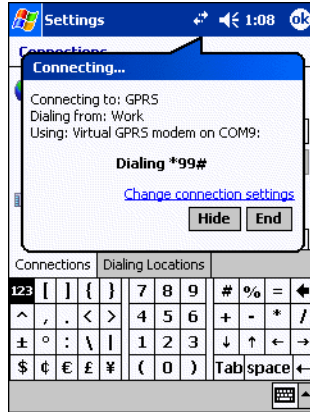 Settings 1:08 ok
Connections
Connecting...
Connecting to: GPRS
Dialing from: Work
Using: Virtual GPRS modem on COM9:
Dialing *99#
Change connection settings
Hide End
Connections Dialing Locations
123 [ ] { } 7 8 9 # % =
^ , . < > 4 5 6 + - * /
± ° : \ | 1 2 3 ↓ ↑ ← →
$ ¢ € £ ¥ ( 0 ) Tab space ←